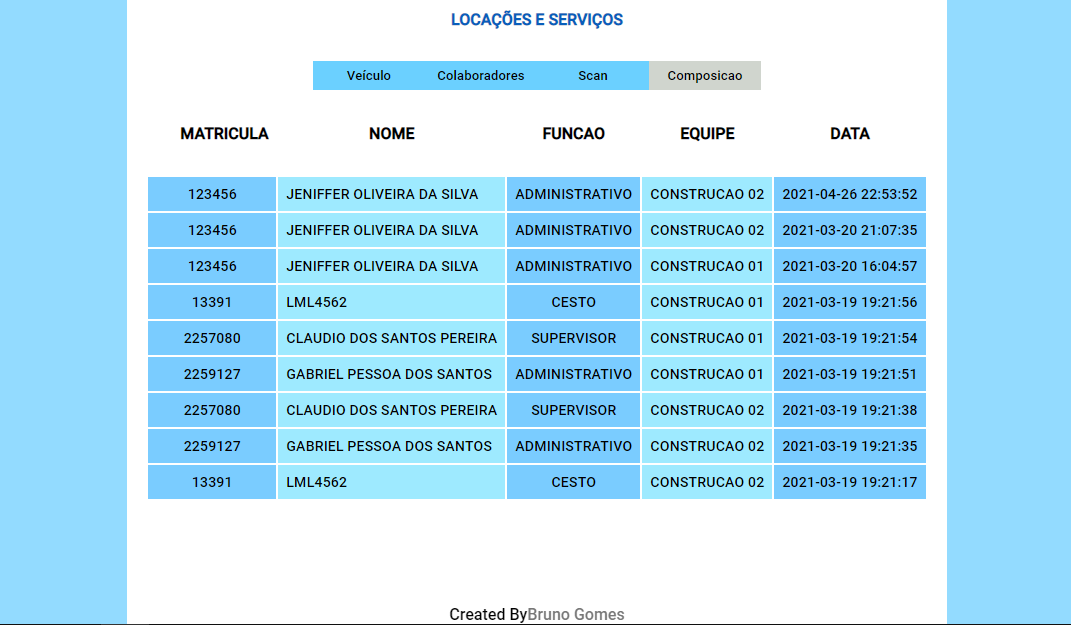 LOCAÇÕES E SERVIÇOS
Veículo Colaboradores Scan Composicao
MATRICULA NOME FUNCAO EQUIPE DATA
123456 JENIFFER OLIVEIRA DA SILVA ADMINISTRATIVO CONSTRUCAO 02 2021-04-26 22:53:52
123456 JENIFFER OLIVEIRA DA SILVA ADMINISTRATIVO CONSTRUCAO 02 2021-03-20 21:07:35
123456 JENIFFER OLIVEIRA DA SILVA ADMINISTRATIVO CONSTRUCAO 01 2021-03-20 16:04:57
13391 LML4562 CESTO CONSTRUCAO 01 2021-03-19 19:21:56
2257080 CLAUDIO DOS SANTOS PEREIRA SUPERVISOR CONSTRUCAO 01 2021-03-19 19:21:54
2259127 GABRIEL PESSOA DOS SANTOS ADMINISTRATIVO CONSTRUCAO 01 2021-03-19 19:21:51
2257080 CLAUDIO DOS SANTOS PEREIRA SUPERVISOR CONSTRUCAO 02 2021-03-19 19:21:38
2259127 GABRIEL PESSOA DOS SANTOS ADMINISTRATIVO CONSTRUCAO 02 2021-03-19 19:21:35
13391 LML4562 CESTO CONSTRUCAO 02 2021-03-19 19:21:17
Created ByBruno Gomes